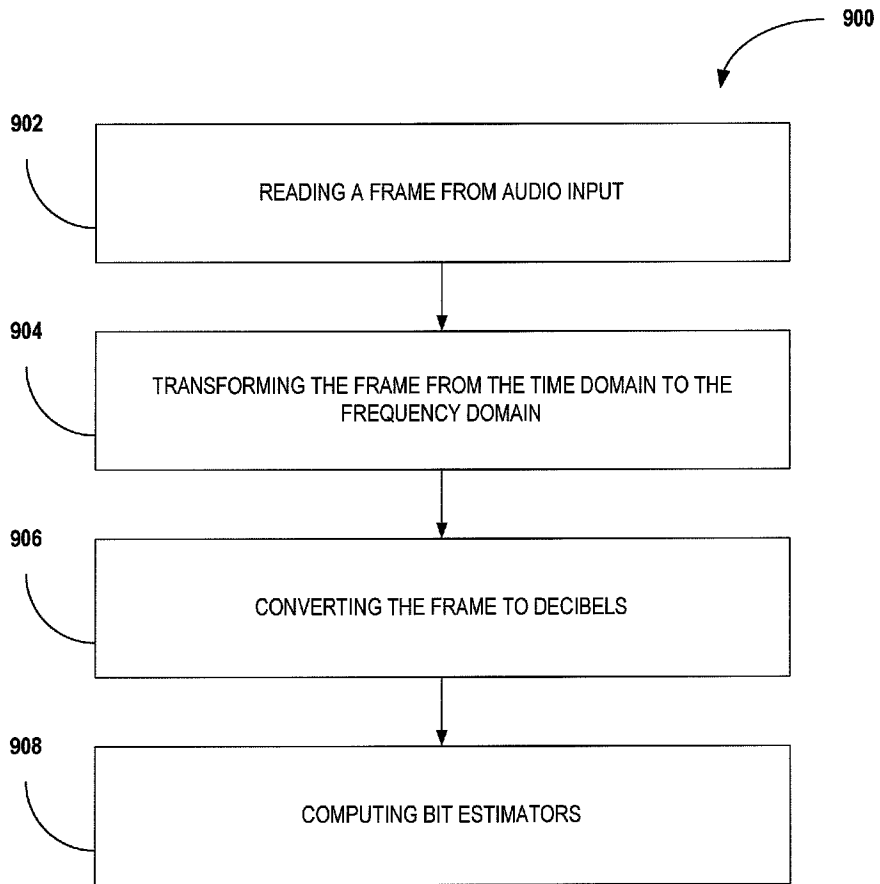 900
902
READING A FRAME FROM AUDIO INPUT
904
TRANSFORMING THE FRAME FROM THE TIME DOMAIN TO THE
FREQUENCY DOMAIN
906
CONVERTING THE FRAME TO DECIBELS
908
COMPUTING BIT ESTIMATORS